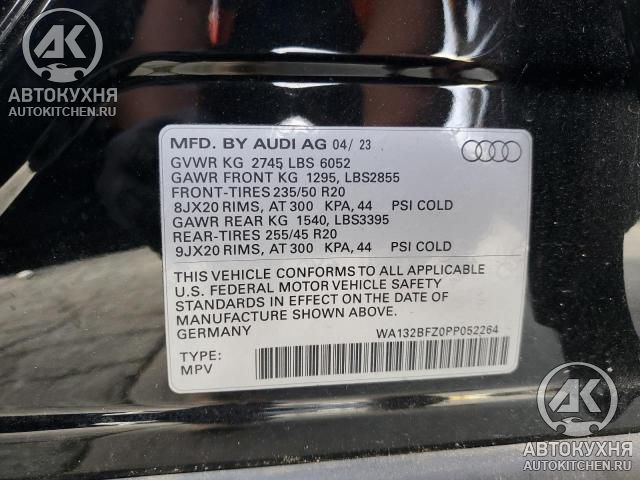 АК
АВТОКУХНЯ
AUTOKITCHEN.RU
MFD. BY AUDI AG 04/ 23
GVWR KG 2745 LBS 6052
GAWR FRONT KG 1295, LBS2855
FRONT-TIRES 235/50 R20
8JX20 RIMS, AT 300 KPA, 44 PSI COLD
GAWR REAR KG 1540, LBS3395
REAR-TIRES 255/45 R20
9JX20 RIMS, AT 300 KPA, 44 PSI COLD
THIS VEHICLE CONFORMS TO ALL APPLICABLE
U.S. FEDERAL MOTOR VEHICLE SAFETY
STANDARDS IN EFFECT ON THE DATE OF
MANUFACTURE SHOWN ABOVE.
GERMANY WA132BFZ0PP052264
TYPE:
MPV
АК
АВТОКУХНЯ
AUTOKITCHEN.RU